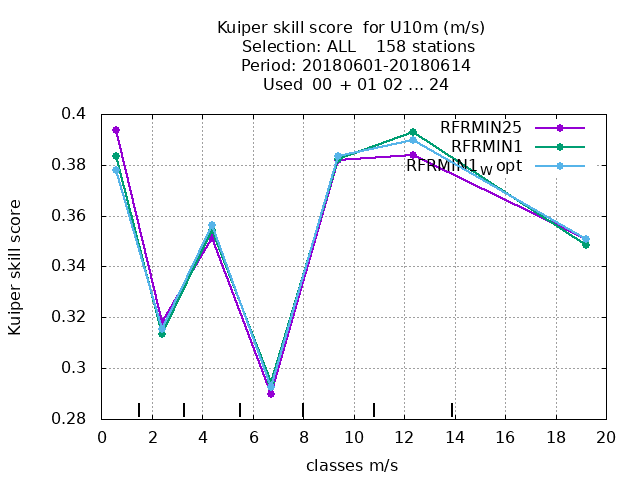 Kuiper skill score  for U10m (m/s)
Selection: ALL    158 stations
Period: 20180601-20180614
Used  00 + 01 02 ... 24
Kuiper skill score
0.4
0.38
0.36
0.34
0.32
0.3
0.28
RFRMIN25
RFRMIN1
RFRMIN1w opt
0 2 4 6 8 10 12 14 16 18 20
classes m/s